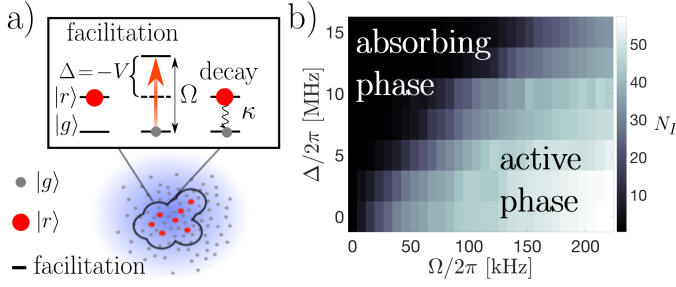 a)
facilitation
Δ=−V
Ω
decay
|r⟩
κ
|g⟩
|g⟩
|r⟩
facilitation
b)
absorbing
phase
active
phase
15
10
5
0
Δ/2π [MHz]
0
50
100
150
200
Ω/2π [kHz]
50
40
30
20
10
N_I